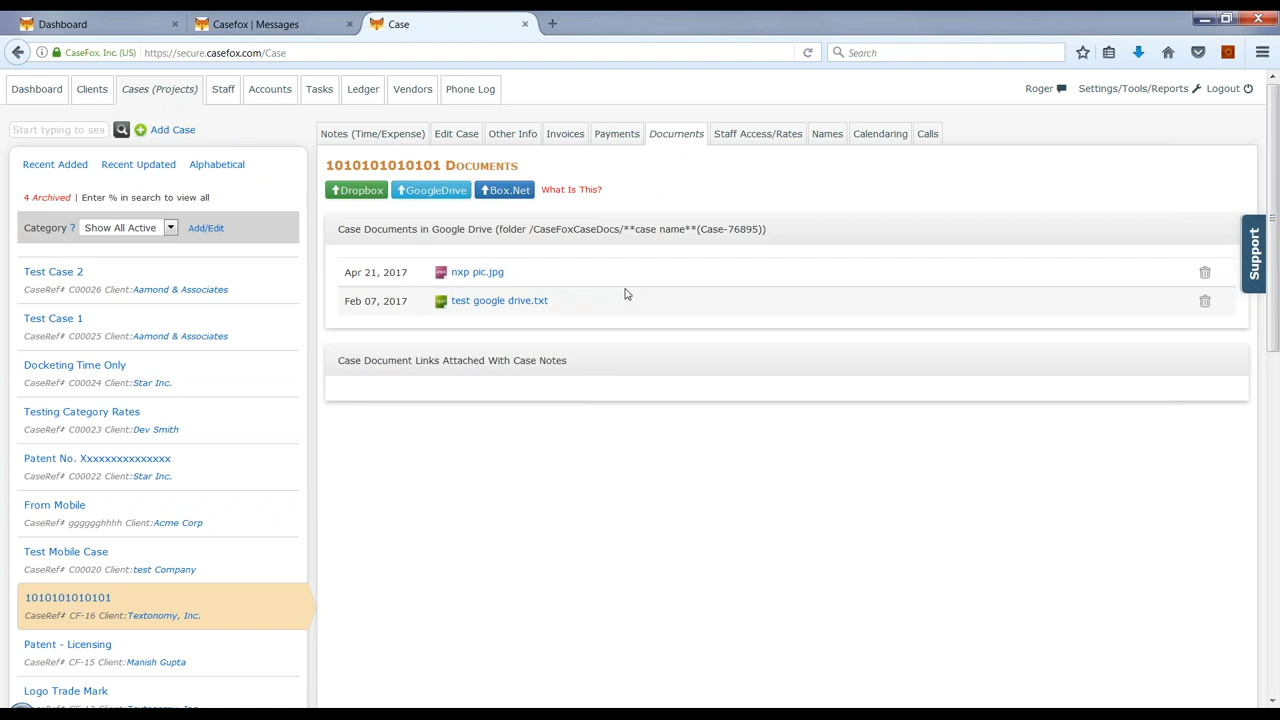 Dashboard
Casefox | Messages
Case
CaseFox, Inc. (US)
https://secure.casefox.com/Case
Search
Dashboard
Clients
Cases (Projects)
Staff
Accounts
Tasks
Ledger
Vendors
Phone Log
Roger
Settings/Tools/Reports
Logout
Start typing to sea
Add Case
Recent Added
Recent Updated
Alphabetical
4 Archived | Enter % in search to view all
Category ? Show All Active Add/Edit
Test Case 2
CaseRef# C00026 Client:Aamond & Associates
Test Case 1
CaseRef# C00025 Client:Aamond & Associates
Docketing Time Only
CaseRef# C00024 Client:Star Inc.
Testing Category Rates
CaseRef# C00023 Client:Dev Smith
Patent No. Xxxxxxxxxxxxxx
CaseRef# C00022 Client:Star Inc.
From Mobile
CaseRef# gggggghhhh Client:Acme Corp
Test Mobile Case
CaseRef# C00020 Client:test Company
1010101010101
CaseRef# CF-16 Client:Textonomy, Inc.
Patent - Licensing
CaseRef# CF-15 Client:Manish Gupta
Logo Trade Mark
Notes (Time/Expense)
Edit Case
Other Info
Invoices
Payments
Documents
Staff Access/Rates
Names
Calendaring
Calls
1010101010101 Documents
Dropbox
GoogleDrive
Box.Net
What Is This?
Case Documents in Google Drive (folder /CaseFoxCaseDocs/**case name**(Case-76895))
Apr 21, 2017 nxp pic.jpg
Feb 07, 2017 test google drive.txt
Case Document Links Attached With Case Notes
Support